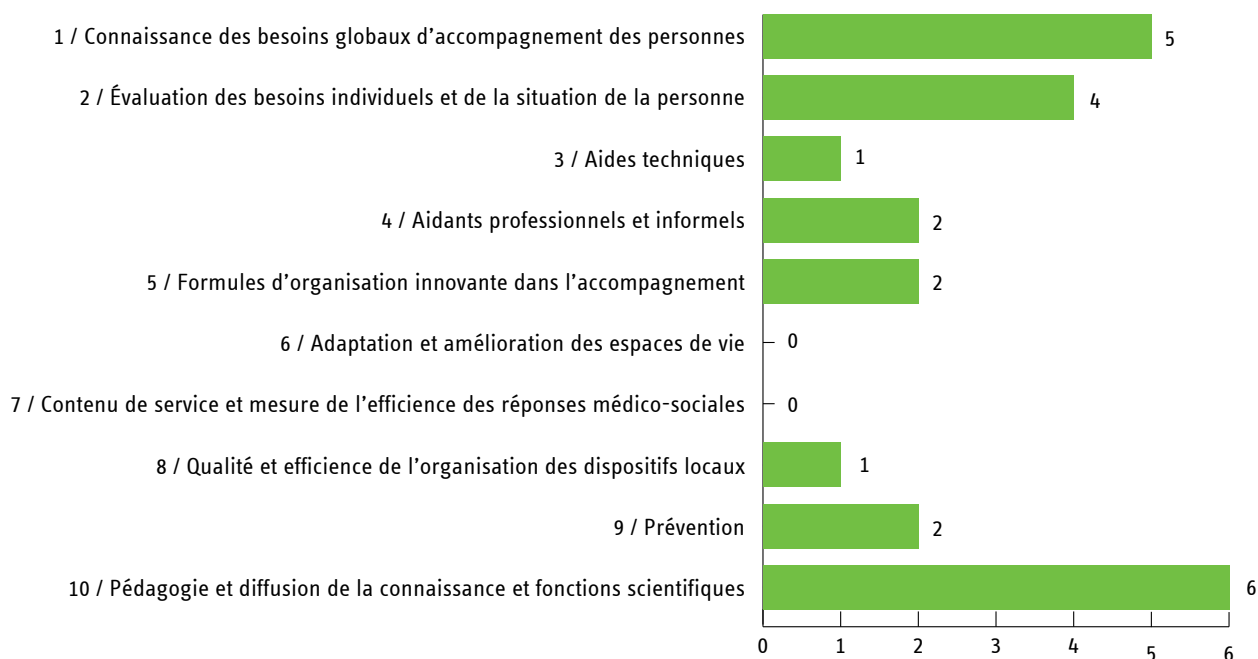 1 / Connaissance des besoins globaux d’accompagnement des personnes 5
2 / Évaluation des besoins individuels et de la situation de la personne 4
3 / Aides techniques 1
4 / Aidants professionnels et informels 2
5 / Formules d’organisation innovante dans l’accompagnement 2
6 / Adaptation et amélioration des espaces de vie 0
7 / Contenu de service et mesure de l’efficience des réponses médico-sociales 0
8 / Qualité et efficience de l’organisation des dispositifs locaux 1
9 / Prévention 2
10 / Pédagogie et diffusion de la connaissance et fonctions scientifiques 6
0 1 2 3 4 5 6